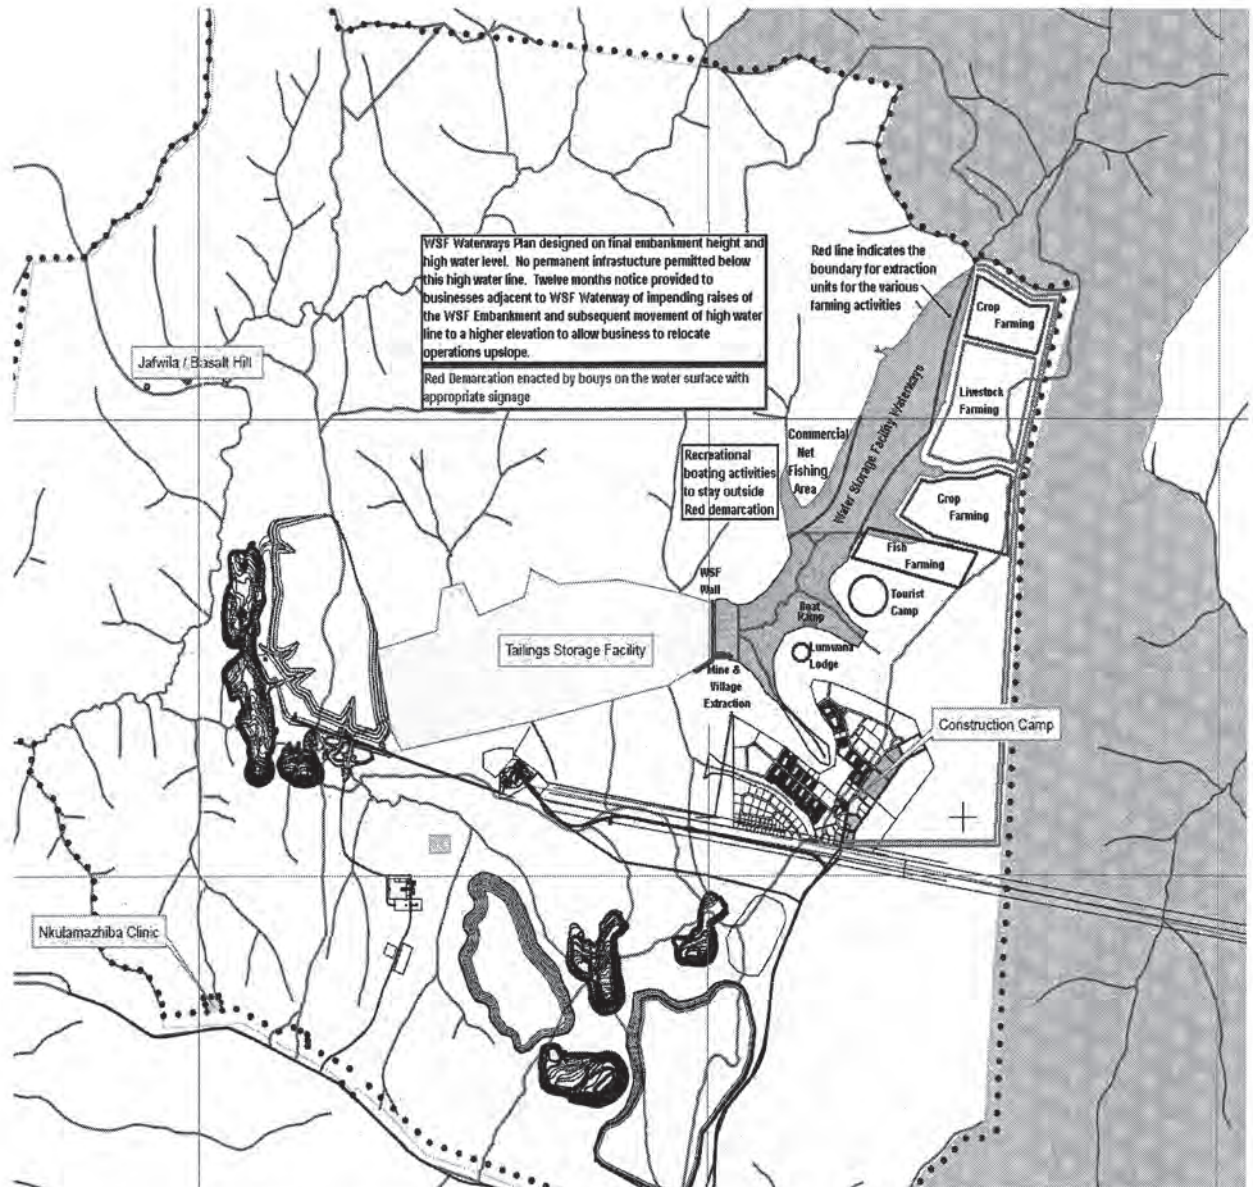 WSF Waterways Plan designed on final embankment height and
high water level. No permanent infrastucture permitted below
this high water line. Twelve months notice provided to
businesses adjacent to WSF Waterway of impending raises of
the WSF Embankment and subsequent movement of high water
line to a higher elevation to allow business to relocate
operations upslope.
Red Demarcation enacted by bouys on the water surface with
appropriate signage
Red line indicates the
boundary for extraction
units for the various
farming activities
Crop
Farming
Jafwila / Basalt Hill
Livestock
Farming
Commercial
Net
Fishing
Area
Water Storage Facility Waterways
Recreational
boating activities
to stay outside
Red demarcation
Crop
Farming
Fish
Farming
WSF
Wall
Tourist
Camp
Boat
Ramp
Tailings Storage Facility
Lumwana
Lodge
Mine &
Village
Extraction
Construction Camp
Nkulamazhiba Clinic